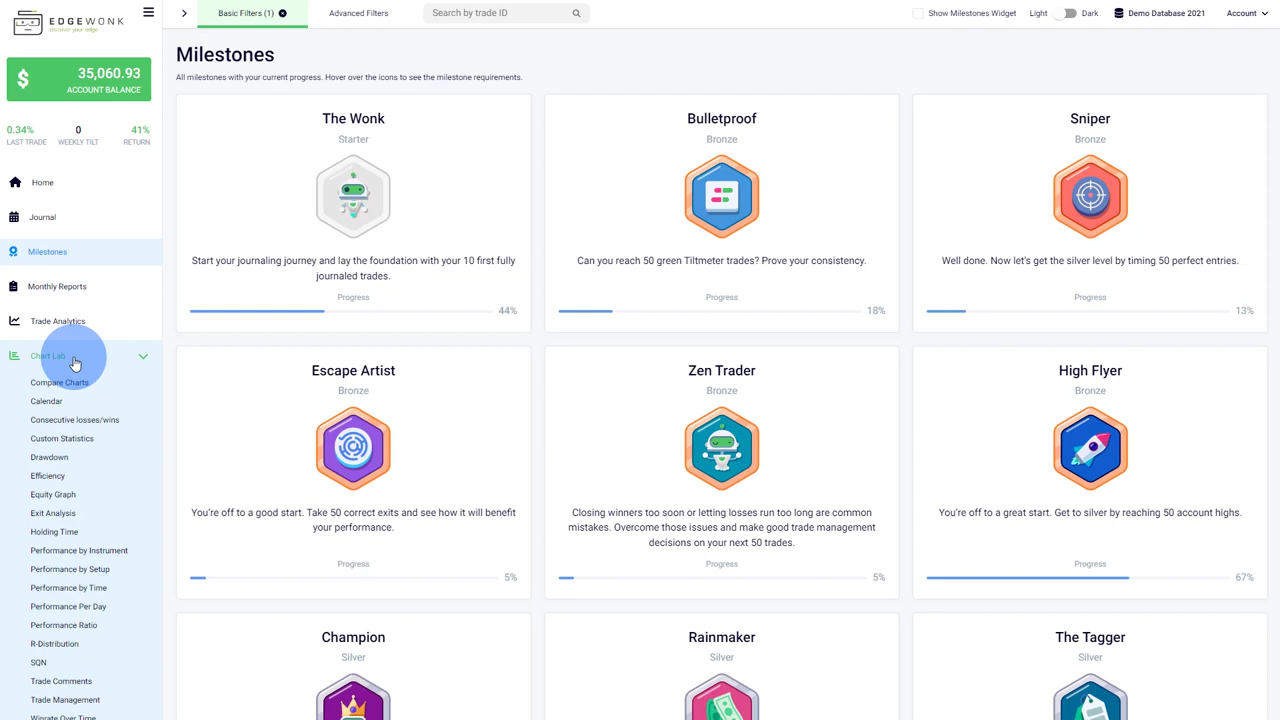 EDGEWONK
discover your edge
Basic Filters (1)
Advanced Filters
Search by trade ID
Show Milestones Widget
Light
Dark
Demo Database 2021
Account
$ 35,060.93
ACCOUNT BALANCE
0.34% 0 41%
LAST TRADE WEEKLY TILT RETURN
Home
Journal
Milestones
Monthly Reports
Trade Analytics
Chart Lab
Compare Charts
Calendar
Consecutive losses/wins
Custom Statistics
Drawdown
Efficiency
Equity Graph
Exit Analysis
Holding Time
Performance by Instrument
Performance by Setup
Performance by Time
Performance Per Day
Performance Ratio
R-Distribution
SQN
Trade Comments
Trade Management
Winrate Over Time
Milestones
All milestones with your current progress. Hover over the icons to see the milestone requirements.
The Wonk
Starter
Start your journaling journey and lay the foundation with your 10 first fully
journaled trades.
Progress
44%
Bulletproof
Bronze
Can you reach 50 green Tiltmeter trades? Prove your consistency.
Progress
18%
Sniper
Bronze
Well done. Now let's get the silver level by timing 50 perfect entries.
Progress
13%
Escape Artist
Bronze
You're off to a good start. Take 50 correct exits and see how it will benefit
your performance.
Progress
5%
Zen Trader
Bronze
Closing winners too soon or letting losses run too long are common
mistakes. Overcome those issues and make good trade management
decisions on your next 50 trades.
Progress
5%
High Flyer
Bronze
You're off to a great start. Get to silver by reaching 50 account highs.
Progress
67%
Champion
Silver
Rainmaker
Silver
The Tagger
Silver